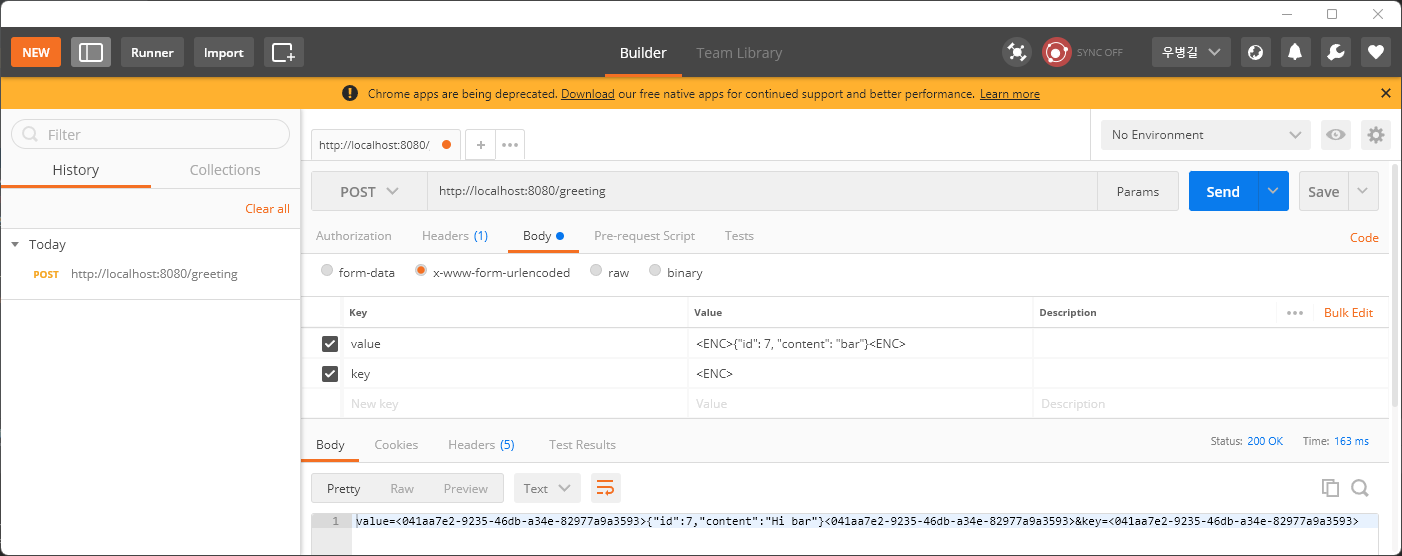 NEW Runner Import Builder Team Library SYNC OFF 우병길
Chrome apps are being deprecated. Download our free native apps for continued support and better performance. Learn more
Filter
History Collections
Clear all
Today
POST http://localhost:8080/greeting
http://localhost:8080/ No Environment
POST http://localhost:8080/greeting Params Send Save
Authorization Headers (1) Body Pre-request Script Tests Code
form-data x-www-form-urlencoded raw binary
Key Value Description Bulk Edit
value <ENC>{"id": 7, "content": "bar"}<ENC>
key <ENC>
New key Value Description
Body Cookies Headers (5) Test Results Status: 200 OK Time: 163 ms
Pretty Raw Preview Text
1 value=<041aa7e2-9235-46db-a34e-82977a9a3593>{"id":7,"content":"Hi bar"}<041aa7e2-9235-46db-a34e-82977a9a3593>&key=<041aa7e2-9235-46db-a34e-82977a9a3593>